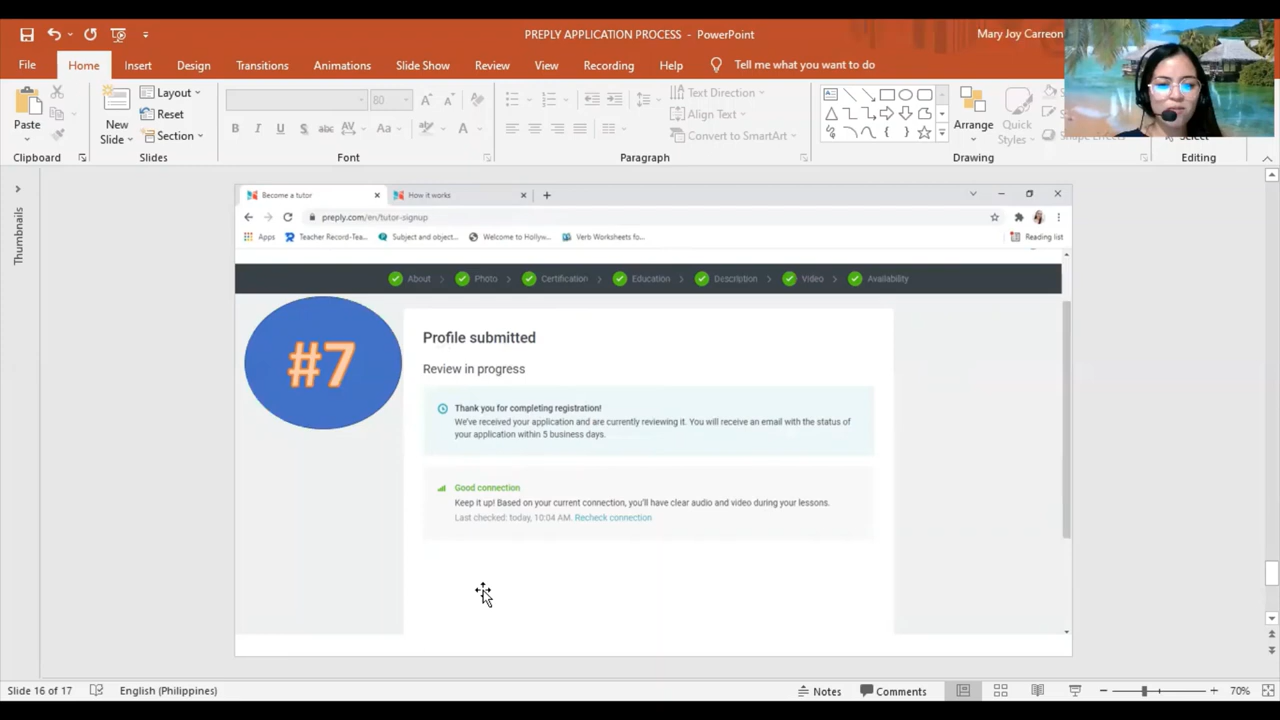 PREPLY APPLICATION PROCESS - PowerPoint
Mary Joy Carreon
File Home Insert Design Transitions Animations Slide Show Review View Recording Help Tell me what you want to do
Paste
New Slide
Layout
Reset
Section
80
B I U S abc AV Aa A
Text Direction
Align Text
Convert to SmartArt
Arrange
Quick Styles
Clipboard Slides Font Paragraph Drawing Editing
Thumbnails
Become a tutor
How it works
preply.com/en/tutor-signup
Apps Teacher Record-Tea... Subject and object... Welcome to Hollyw... Verb Worksheets fo... Reading list
About Photo Certification Education Description Video Availability
#7
Profile submitted
Review in progress
Thank you for completing registration!
We've received your application and are currently reviewing it. You will receive an email with the status of
your application within 5 business days.
Good connection
Keep it up! Based on your current connection, you'll have clear audio and video during your lessons.
Last checked: today, 10:04 AM. Recheck connection
Slide 16 of 17 English (Philippines) Notes Comments 70%